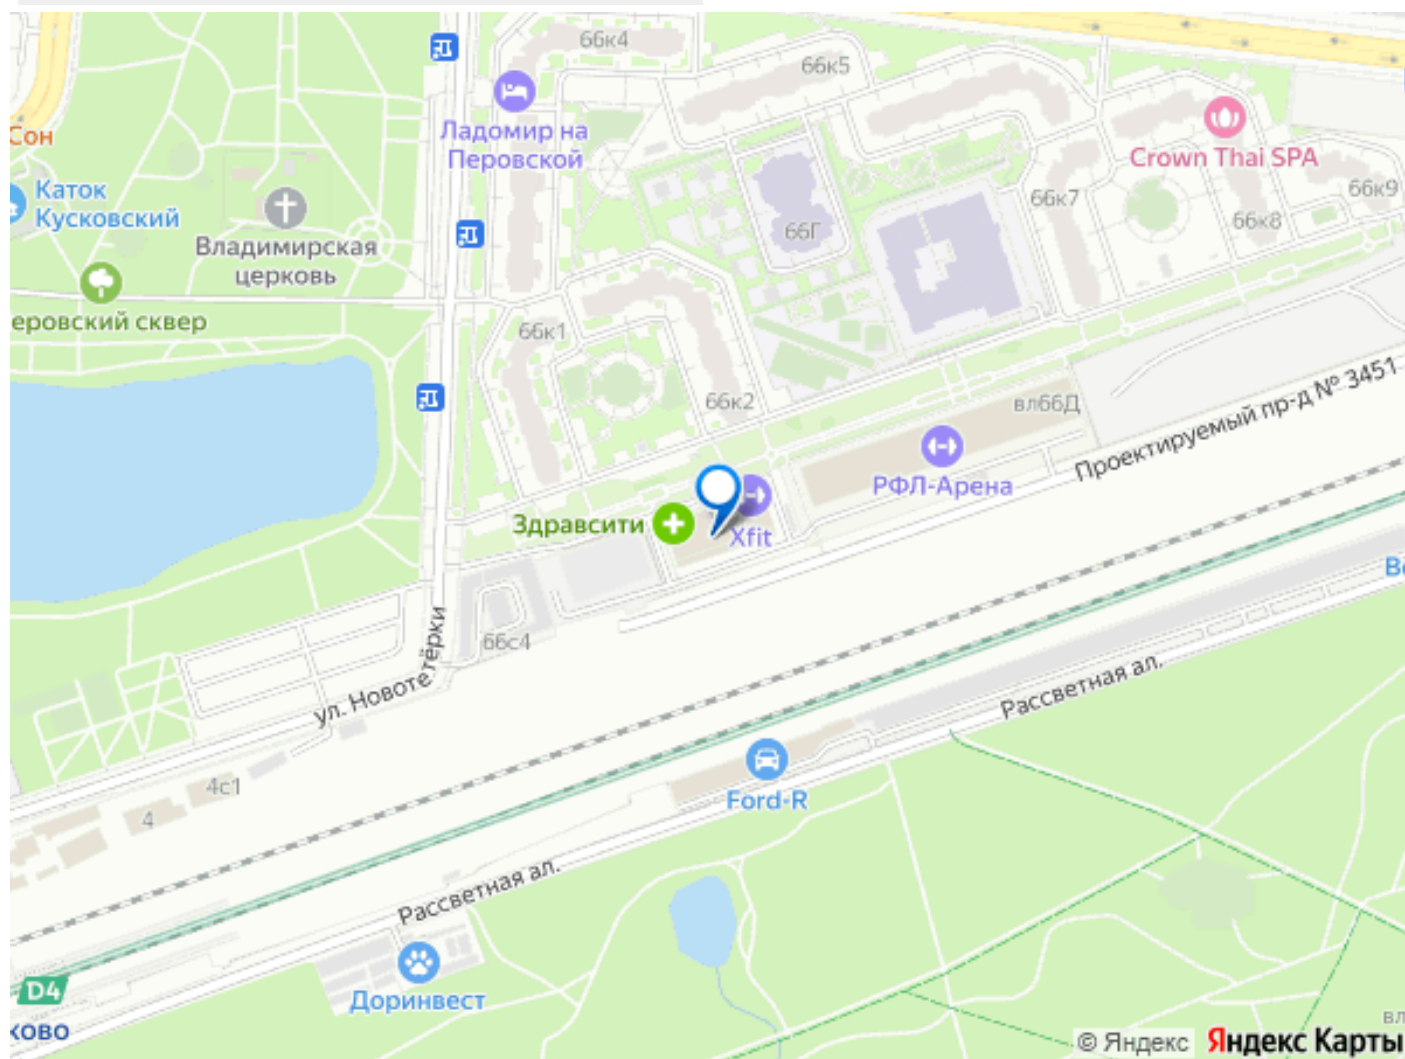 66к4
66к5
Сон
Ладомир на
Перовской
Crown Thai SPA
Каток
Кусковский
66к7
66к9
66к8
66Г
Владимирская
церковь
еровский сквер
66к1
66к2
вл66Д
Проектируемый пр-д № 3451
РФЛ-Арена
Здравсити
Xfit
66с4
ул. Новотетёрки
Рассветная ал.
4с1
4
Ford-R
Рассветная ал.
D4
Доринвест
ково
вл
© Яндекс Яндекс Карты